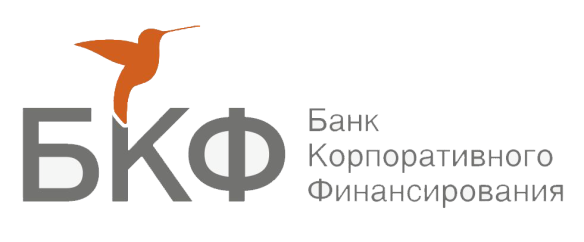 БКФ
Банк
Корпоративного
Финансирования